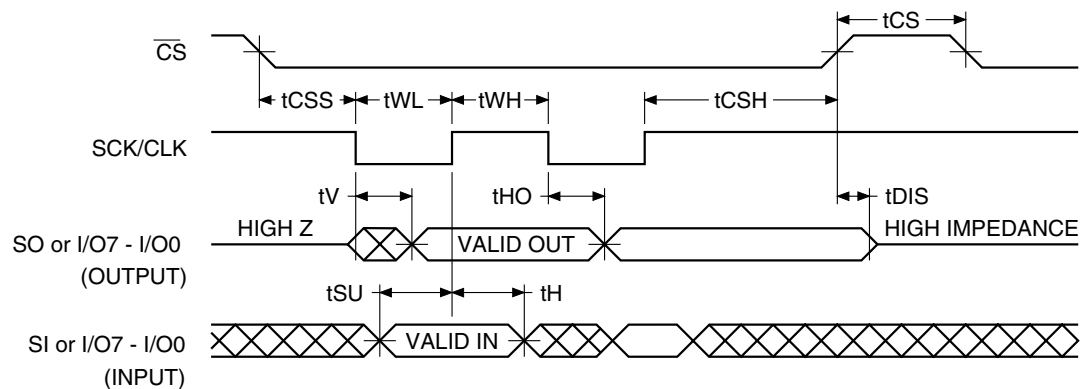 tCS
CS
tCSS tWL tWH tCSH
SCK/CLK
tV tHO tDIS
HIGH Z VALID OUT HIGH IMPEDANCE
SO or I/O7 - I/O0
(OUTPUT)
tSU tH
SI or I/O7 - I/O0 VALID IN
(INPUT)